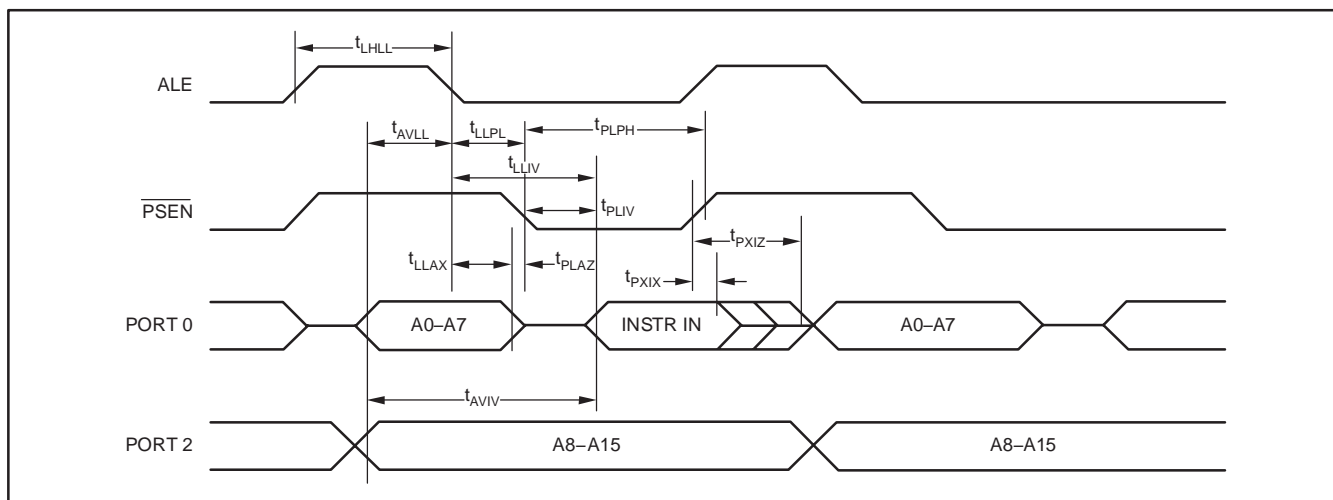 tLHLL
ALE
tAVLL
tLLPL
tPLPH
tLLIV
PSEN
tPLIV
tPXIZ
tLLAX
tPLAZ
tPXIX
PORT 0
A0–A7
INSTR IN
A0–A7
tAVIV
PORT 2
A8–A15
A8–A15